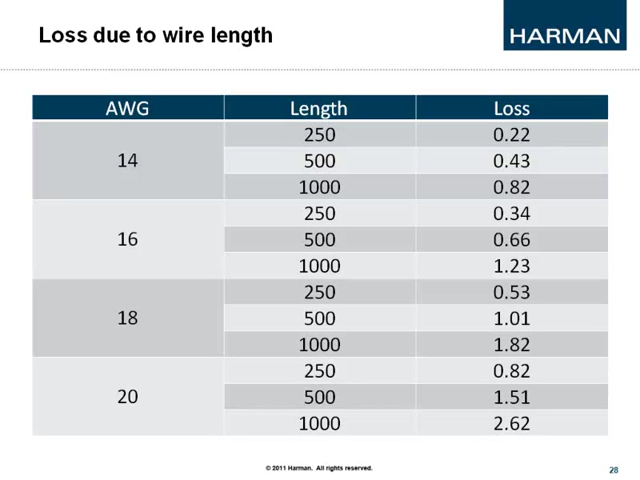 Loss due to wire length
HARMAN
AWG Length Loss
14 250 0.22
500 0.43
1000 0.82
16 250 0.34
500 0.66
1000 1.23
18 250 0.53
500 1.01
1000 1.82
20 250 0.82
500 1.51
1000 2.62
© 2011 Harman. All rights reserved.
28